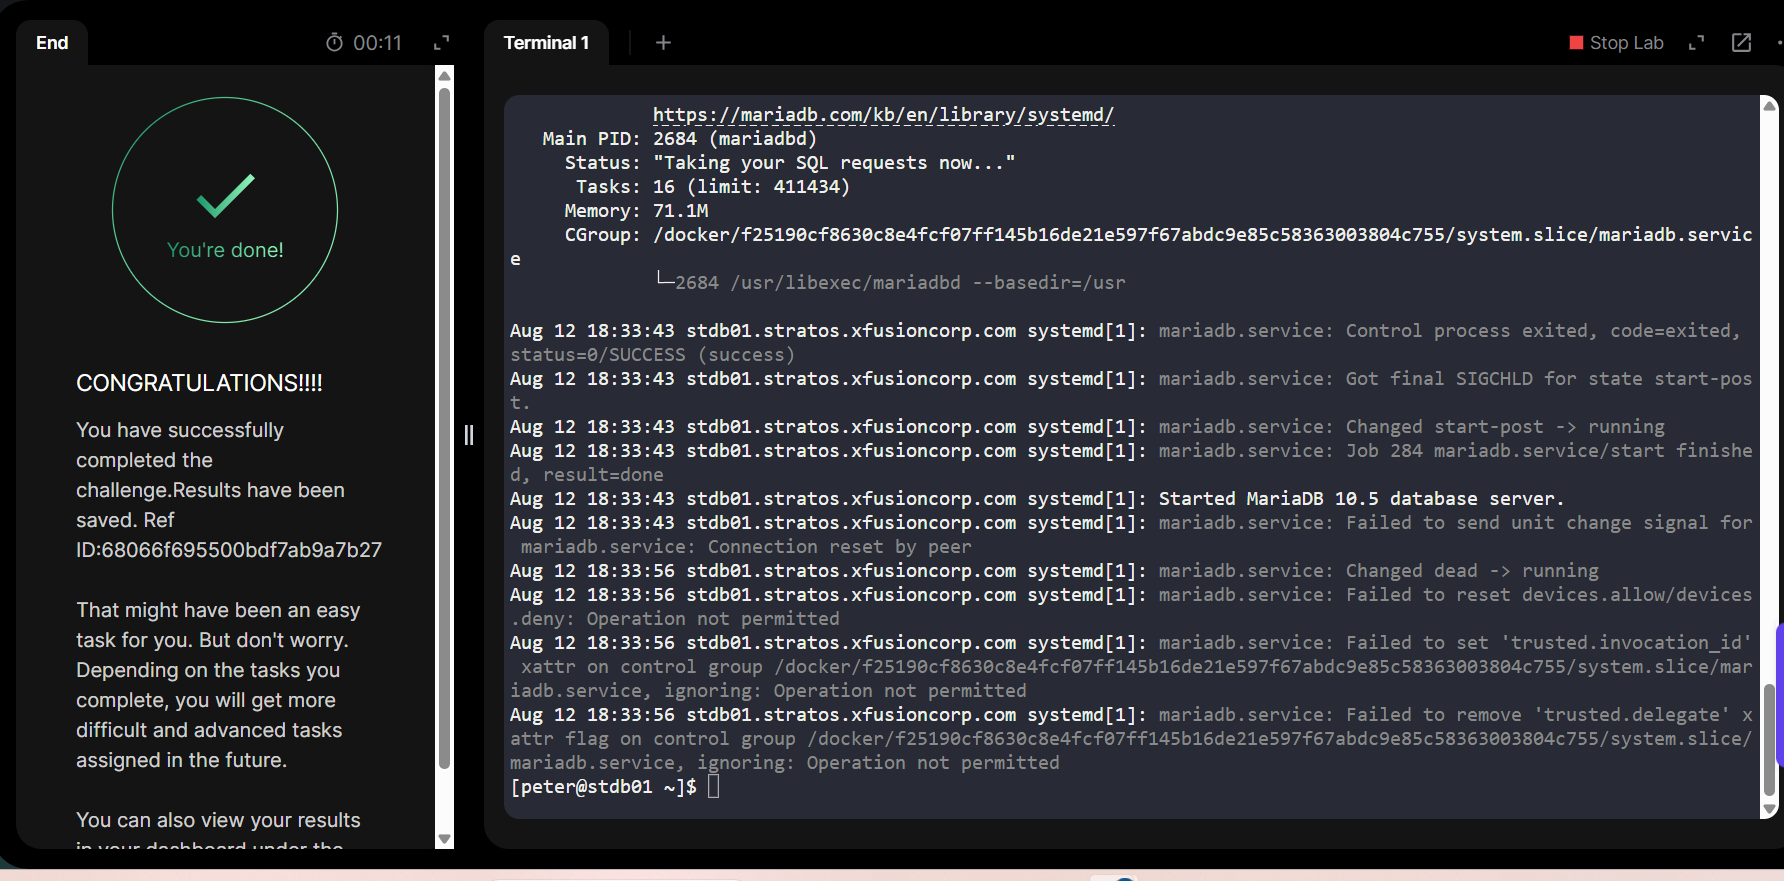 End
00:11
You're done!
CONGRATULATIONS!!!!
You have successfully
completed the
challenge.Results have been
saved. Ref
ID:68066f695500bdf7ab9a7b27
That might have been an easy
task for you. But don't worry.
Depending on the tasks you
complete, you will get more
difficult and advanced tasks
assigned in the future.
You can also view your results
in your dashboard under the
Terminal 1
+
Stop Lab
https://mariadb.com/kb/en/library/systemd/
Main PID: 2684 (mariadbd)
Status: "Taking your SQL requests now..."
Tasks: 16 (limit: 411434)
Memory: 71.1M
CGroup: /docker/f25190cf8630c8e4fcf07ff145b16de21e597f67abdc9e85c58363003804c755/system.slice/mariadb.servic
e
└─2684 /usr/libexec/mariadbd --basedir=/usr
Aug 12 18:33:43 stdb01.stratos.xfusioncorp.com systemd[1]: mariadb.service: Control process exited, code=exited,
status=0/SUCCESS (success)
Aug 12 18:33:43 stdb01.stratos.xfusioncorp.com systemd[1]: mariadb.service: Got final SIGCHLD for state start-pos
t.
Aug 12 18:33:43 stdb01.stratos.xfusioncorp.com systemd[1]: mariadb.service: Changed start-post -> running
Aug 12 18:33:43 stdb01.stratos.xfusioncorp.com systemd[1]: mariadb.service: Job 284 mariadb.service/start finishe
d, result=done
Aug 12 18:33:43 stdb01.stratos.xfusioncorp.com systemd[1]: Started MariaDB 10.5 database server.
Aug 12 18:33:43 stdb01.stratos.xfusioncorp.com systemd[1]: mariadb.service: Failed to send unit change signal for
mariadb.service: Connection reset by peer
Aug 12 18:33:56 stdb01.stratos.xfusioncorp.com systemd[1]: mariadb.service: Changed dead -> running
Aug 12 18:33:56 stdb01.stratos.xfusioncorp.com systemd[1]: mariadb.service: Failed to reset devices.allow/devices
.deny: Operation not permitted
Aug 12 18:33:56 stdb01.stratos.xfusioncorp.com systemd[1]: mariadb.service: Failed to set 'trusted.invocation_id'
xattr on control group /docker/f25190cf8630c8e4fcf07ff145b16de21e597f67abdc9e85c58363003804c755/system.slice/mar
iadb.service, ignoring: Operation not permitted
Aug 12 18:33:56 stdb01.stratos.xfusioncorp.com systemd[1]: mariadb.service: Failed to remove 'trusted.delegate' x
attr flag on control group /docker/f25190cf8630c8e4fcf07ff145b16de21e597f67abdc9e85c58363003804c755/system.slice/
mariadb.service, ignoring: Operation not permitted
[peter@stdb01 ~]$